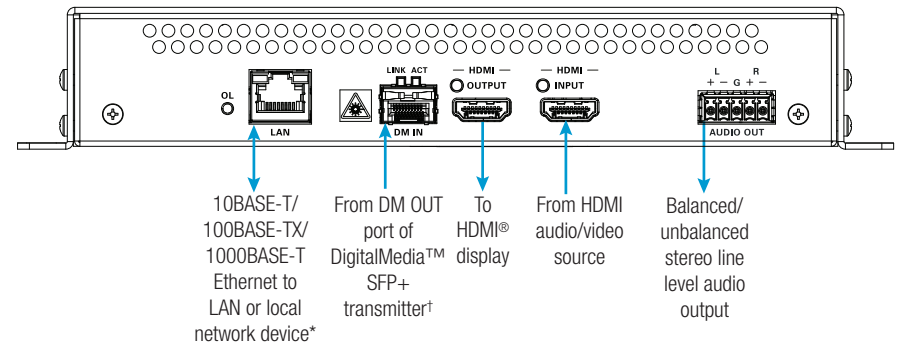 LINK ACT
— HDMI —
OUTPUT
— HDMI —
INPUT
L R
+ − G + −
OL
LAN
DM IN
AUDIO OUT
10BASE-T/
100BASE-TX/
1000BASE-T
Ethernet to
LAN or local
network device*
From DM OUT
port of
DigitalMedia™
SFP+
transmitter†
To
HDMI®
display
From HDMI
audio/video
source
Balanced/
unbalanced
stereo line
level audio
output